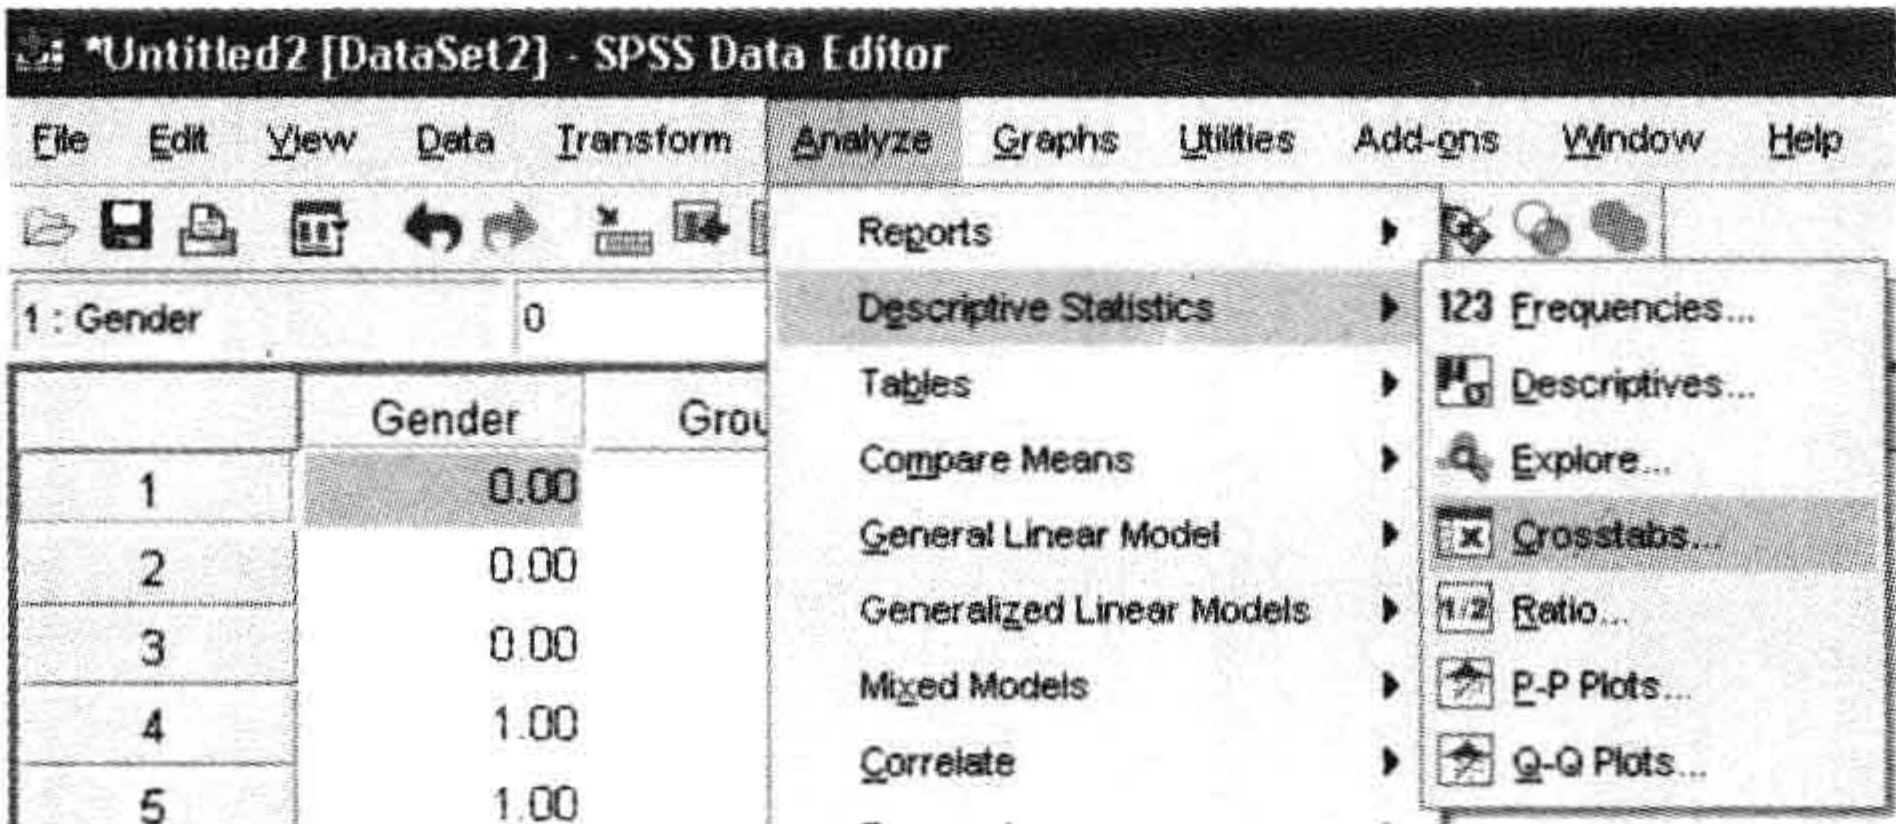 *Untitled2 [DataSet2] - SPSS Data Editor
File Edit View Data Transform Analyze Graphs Utilities Add-ons Window Help
1 : Gender 0
Gender Grou
1 0.00
2 0.00
3 0.00
4 1.00
5 1.00
Reports
Descriptive Statistics
Tables
Compare Means
General Linear Model
Generalized Linear Models
Mixed Models
Correlate
123 Frequencies...
Descriptives...
Explore...
Crosstabs...
1/2 Ratio...
P-P Plots...
Q-Q Plots...